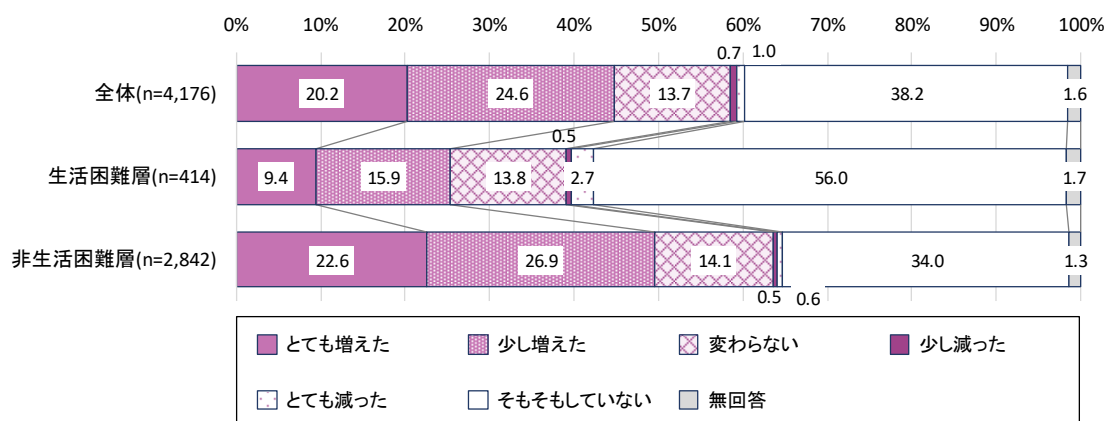 0% 10% 20% 30% 40% 50% 60% 70% 80% 90% 100%
0.7 1.0
全体(n=4,176) 20.2 24.6 13.7 38.2 1.6
0.5
生活困難層(n=414) 9.4 15.9 13.8 2.7 56.0 1.7
非生活困難層(n=2,842) 22.6 26.9 14.1 34.0 1.3
0.5 0.6
とても増えた 少し増えた 変わらない 少し減った
とても減った そもそもしていない 無回答